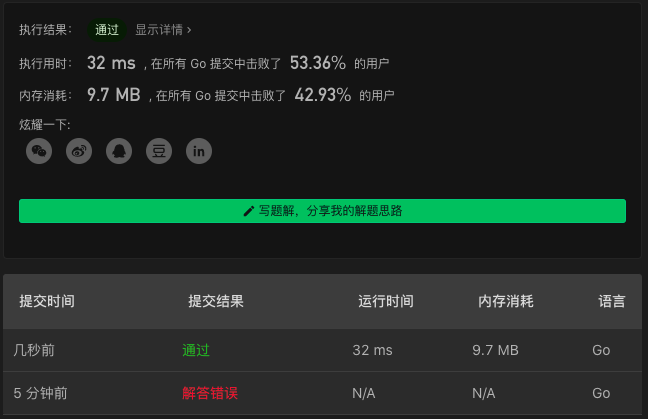 执行结果： 通过 显示详情 ›
执行用时： 32 ms , 在所有 Go 提交中击败了 53.36% 的用户
内存消耗： 9.7 MB , 在所有 Go 提交中击败了 42.93% 的用户
炫耀一下:
豆 in
写题解，分享我的解题思路
提交时间 提交结果 运行时间 内存消耗 语言
几秒前 通过 32 ms 9.7 MB Go
5 分钟前 解答错误 N/A N/A Go